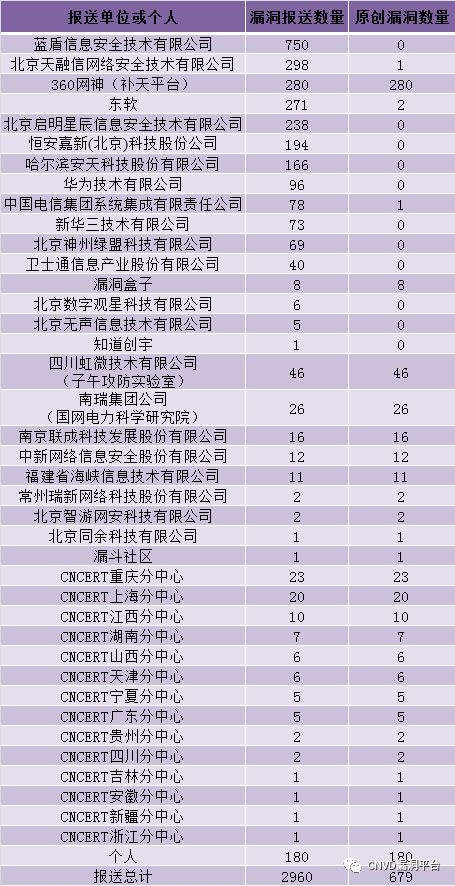 报送单位或个人 漏洞报送数量 原创漏洞数量
蓝盾信息安全技术有限公司 750 0
北京天融信网络安全技术有限公司 298 1
360网神（补天平台） 280 280
东软 271 2
北京启明星辰信息安全技术有限公司 238 0
恒安嘉新(北京)科技股份公司 194 0
哈尔滨安天科技股份有限公司 166 0
华为技术有限公司 96 0
中国电信集团系统集成有限责任公司 78 1
新华三技术有限公司 73 0
北京神州绿盟科技有限公司 69 0
卫士通信息产业股份有限公司 40 0
漏洞盒子 8 8
北京数字观星科技有限公司 6 0
北京无声信息技术有限公司 5 0
知道创宇 1 0
四川虹微技术有限公司
（子午攻防实验室） 46 46
南瑞集团公司
（国网电力科学研究院） 26 26
南京联成科技发展股份有限公司 16 16
中新网络信息安全股份有限公司 12 12
福建省海峡信息技术有限公司 11 11
常州瑞新网络科技股份有限公司 2 2
北京智游网安科技有限公司 2 2
北京同余科技有限公司 1 1
漏斗社区 1 1
CNCERT重庆分中心 23 23
CNCERT上海分中心 20 20
CNCERT江西分中心 10 10
CNCERT湖南分中心 7 7
CNCERT山西分中心 6 6
CNCERT天津分中心 6 6
CNCERT宁夏分中心 5 5
CNCERT广东分中心 5 5
CNCERT贵州分中心 2 2
CNCERT四川分中心 2 2
CNCERT吉林分中心 1 1
CNCERT安徽分中心 1 1
CNCERT新疆分中心 1 1
CNCERT浙江分中心 1 1
个人 180 180
报送总计 2960 679
CNVD漏洞平台